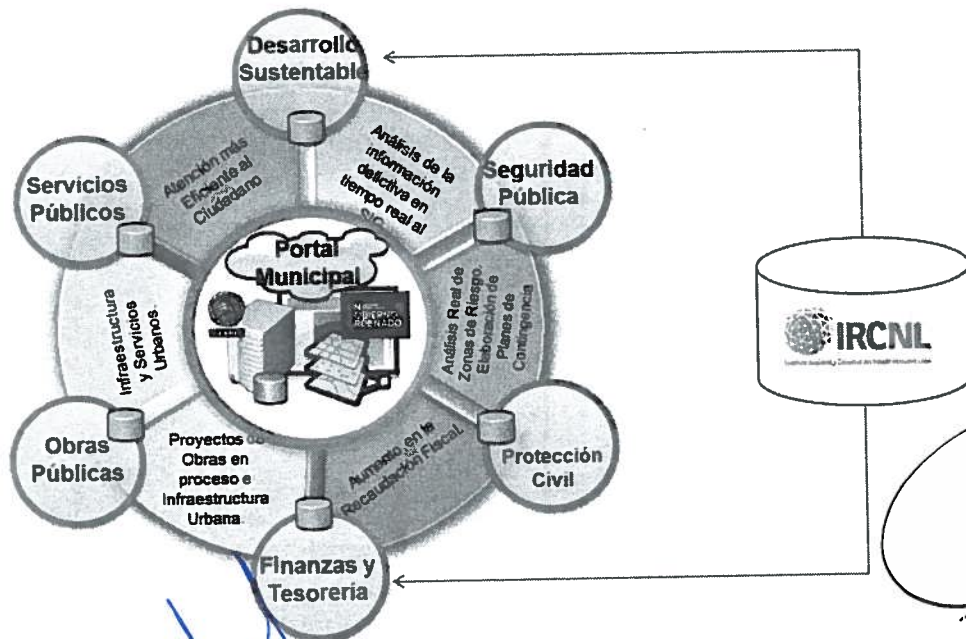 Desarrollo
Sustentable
Análisis de la
información
delictiva en
tiempo real al
Seguridad
Pública
Atención más
Eficiente al
Ciudadano
Servicios
Públicos
Portal
Municipal
GOBIERNO
IRCNL
Análisis Real de
Zonas de Riesgo.
Elaboración de
Planes de
Contingencia
Infraestructura
y Servicios
Urbanos.
Obras
Públicas
Proyectos de
Obras en
proceso e
Infraestructura
Urbana
Aumento en la
Recaudación Fiscal.
Protección
Civil
Finanzas y
Tesorería